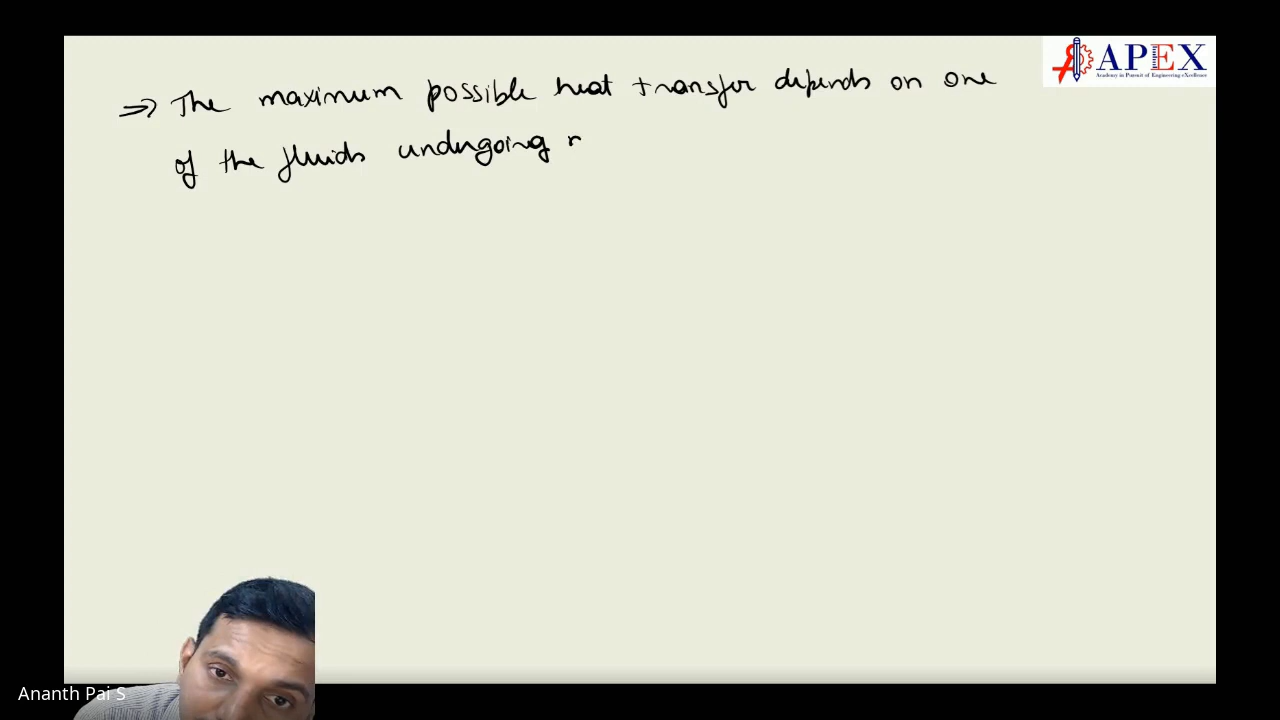 ⇒ The maximum possible heat transfer depends on one
of the fluids undergoing
APEX
Academy in Pursuit of Engineering eXcellence
Ananth Pai S